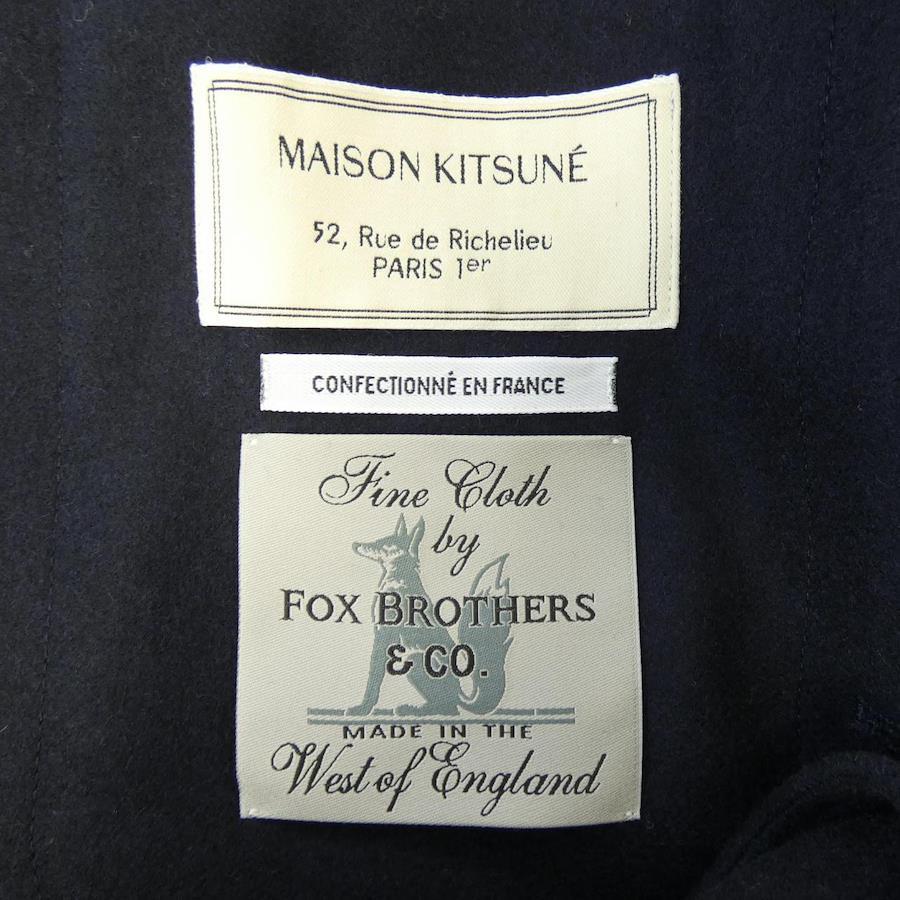 MAISON KITSUNÉ
52, Rue de Richelieu
PARIS 1er
CONFECTIONNÉ EN FRANCE
Fine Cloth
by
FOX BROTHERS
& CO.
MADE IN THE
West of England